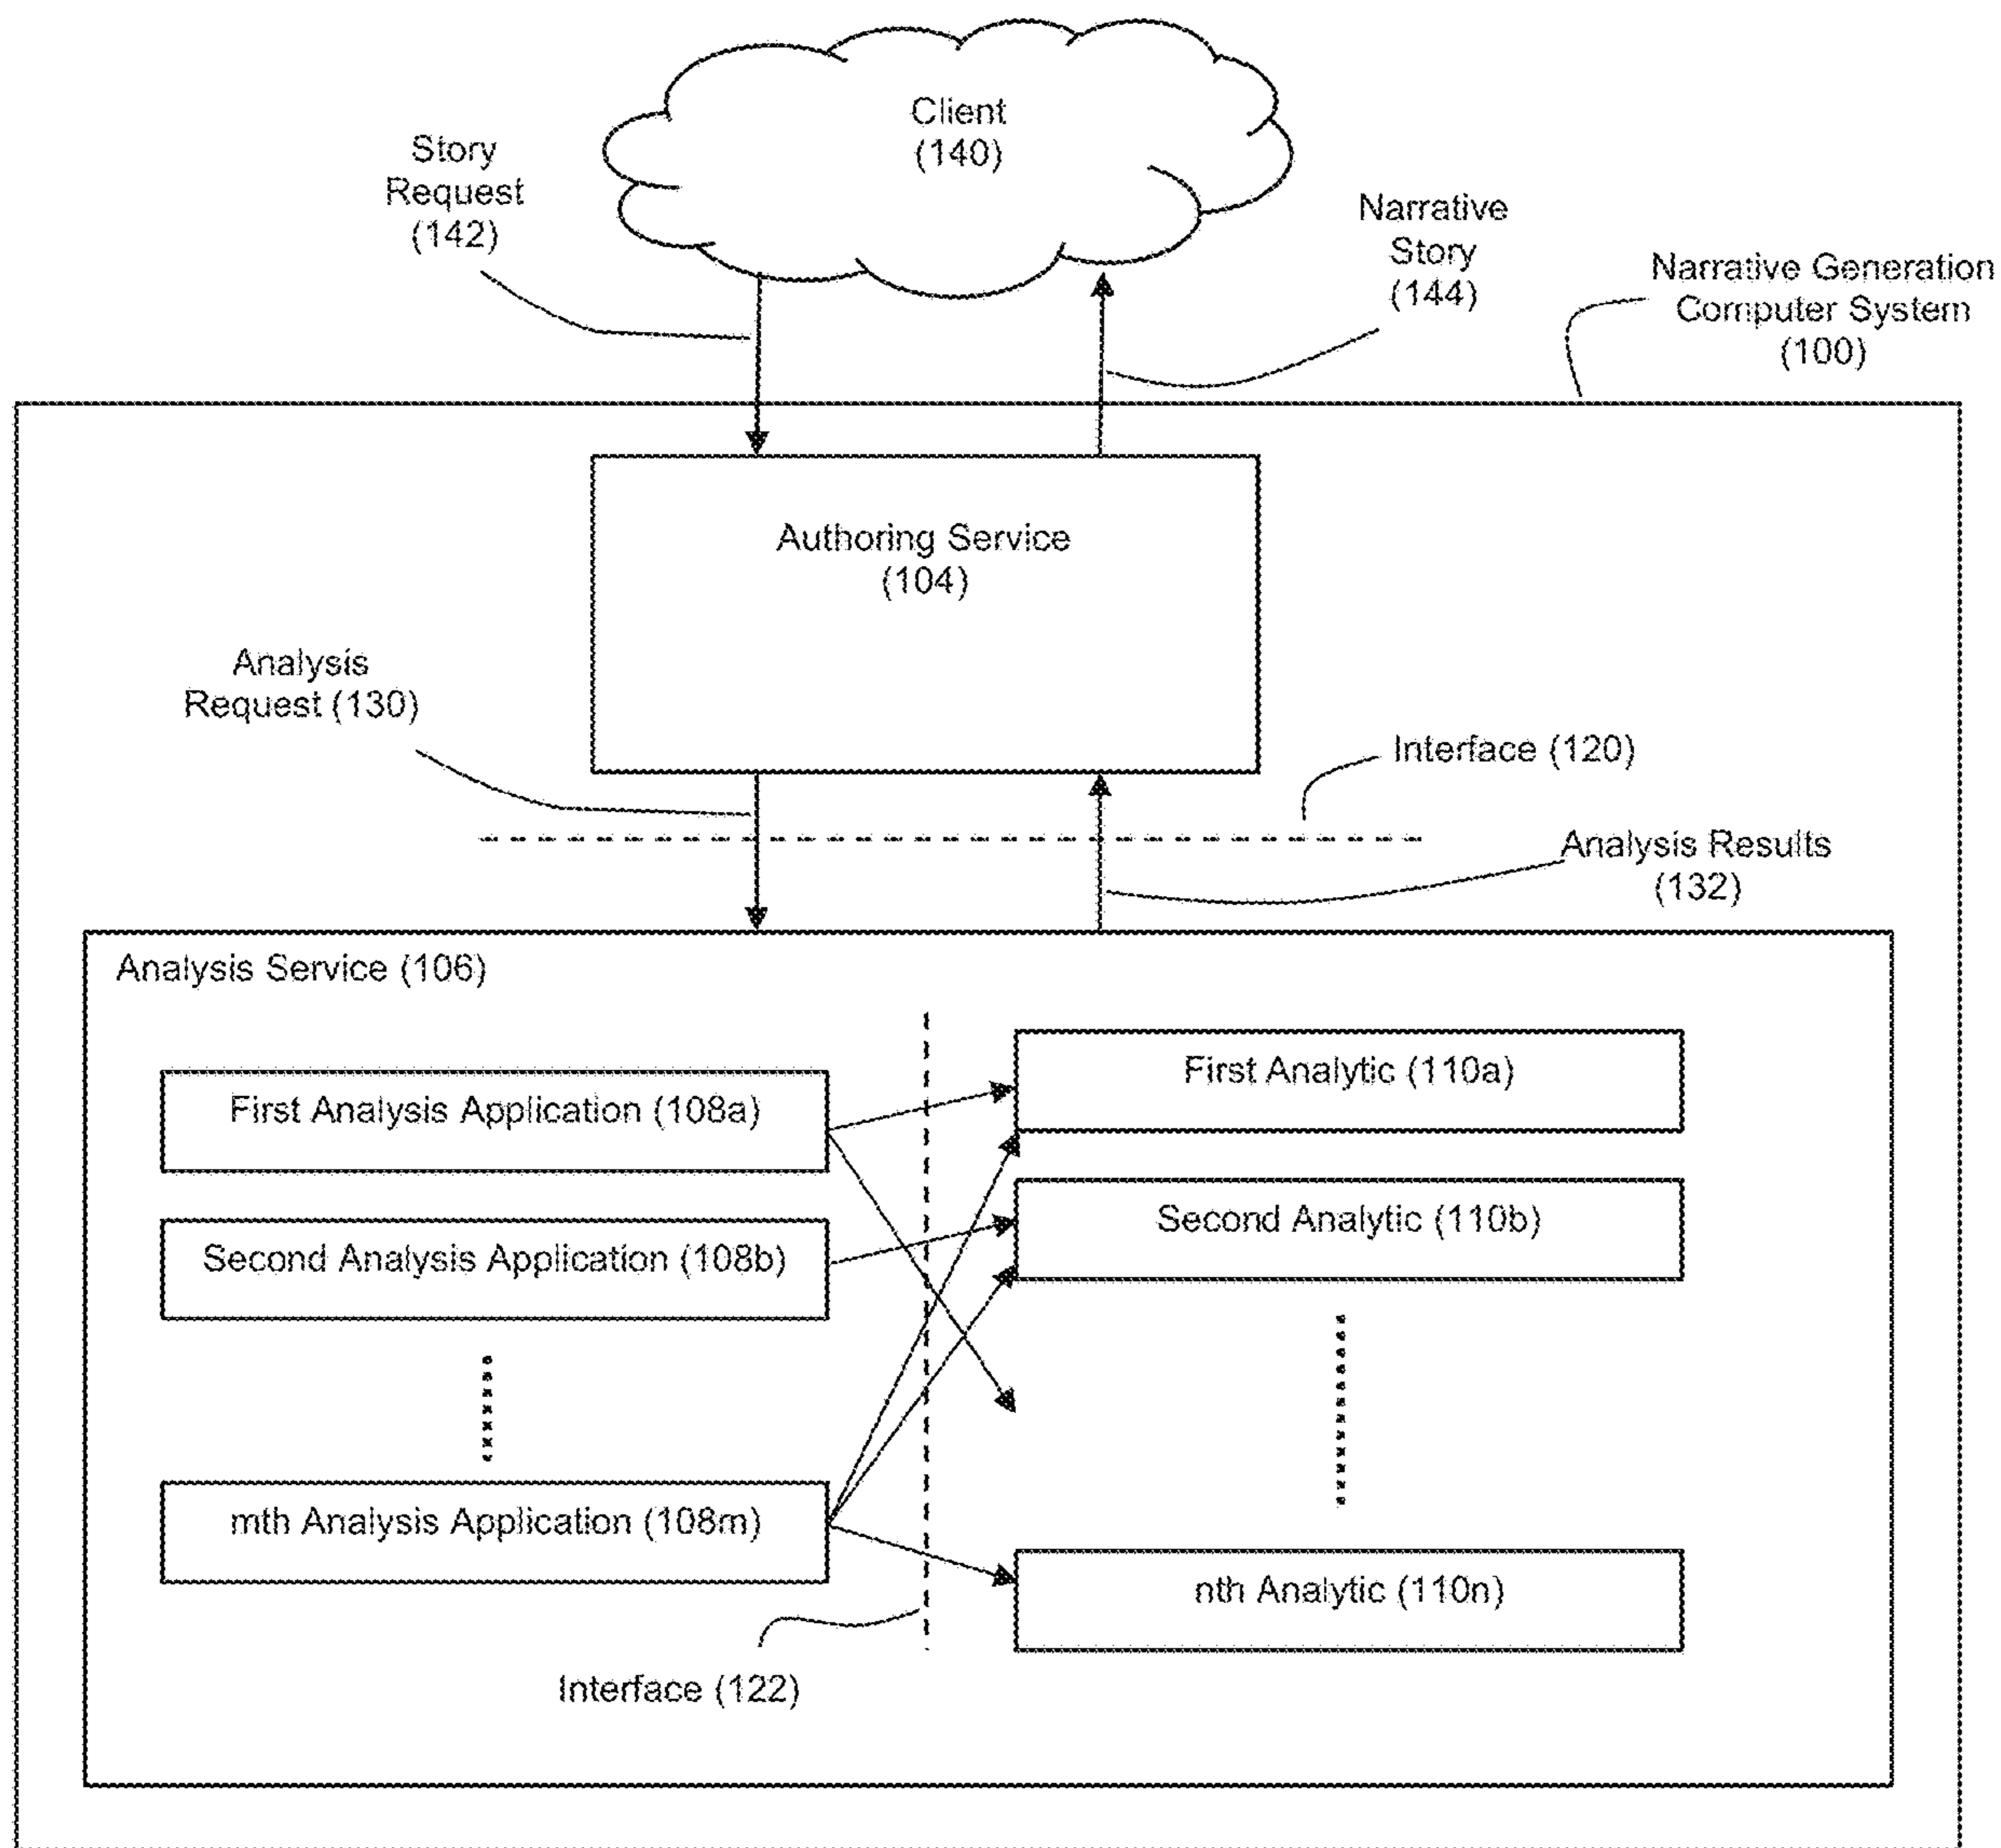 Client
(140)
Story
Request
(142)
Narrative
Story
(144)
Narrative Generation
Computer System
(100)
Authoring Service
(104)
Analysis
Request (130)
Interface (120)
Analysis Results
(132)
Analysis Service (106)
First Analysis Application (108a)
First Analytic (110a)
Second Analysis Application (108b)
Second Analytic (110b)
mth Analysis Application (108m)
nth Analytic (110n)
Interface (122)